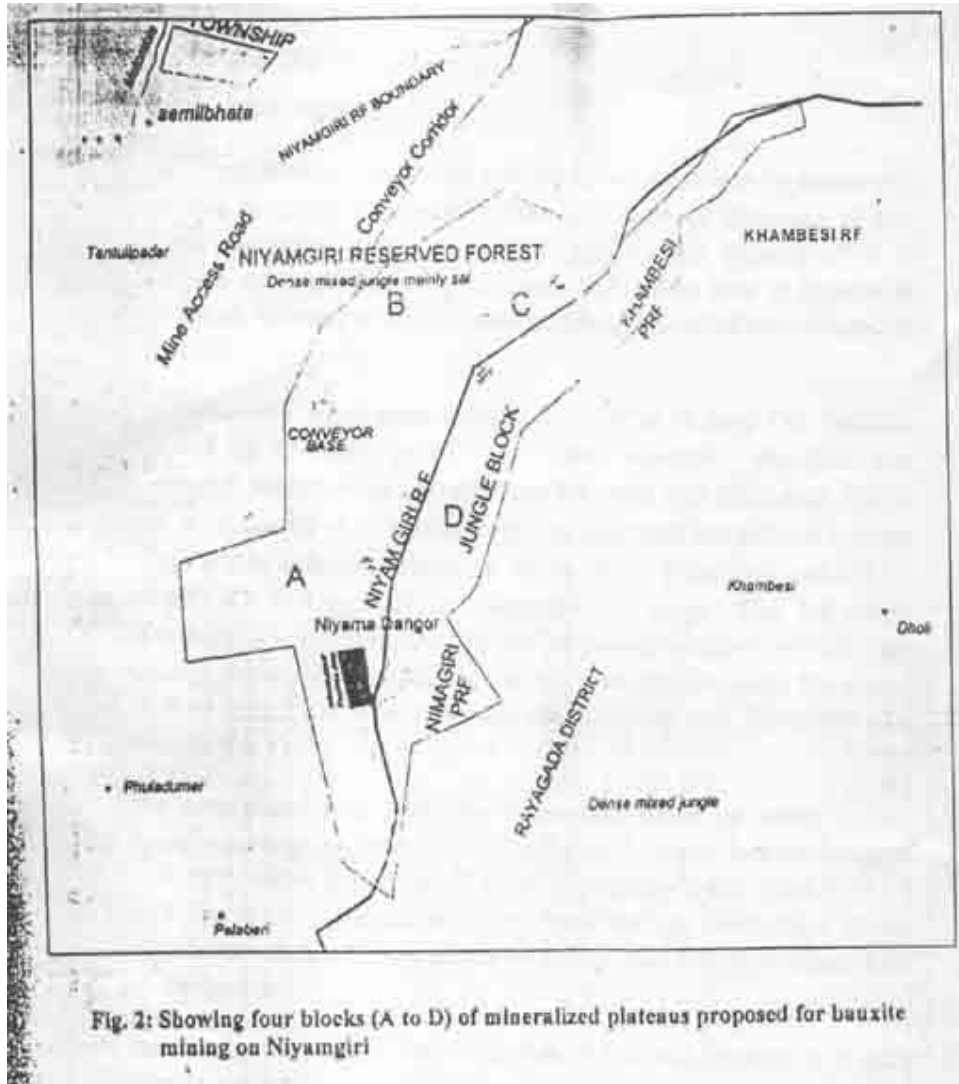 TOWNSHIP
semilbhata
NIYAMGIRI RF BOUNDARY
Conveyor Corridor
Mine Access Road
Tantulipadar
NIYAMGIRI RESERVED FOREST
Dense mixed jungle mainly sal
KHAMBESI RF
KHAMBESI
PRF
B
C
CONVEYOR
BASE
NIYAM GIRI R F
JUNGLE BLOCK
D
A
Niyama Dangor
Khambesi
Dholi
NIMAGIRI
PRF
RAYAGADA DISTRICT
Phuladumer
Dense mixed jungle
Palaberi
Fig. 2: Showing four blocks (A to D) of mineralized plateaus proposed for bauxite
mining on Niyamgiri